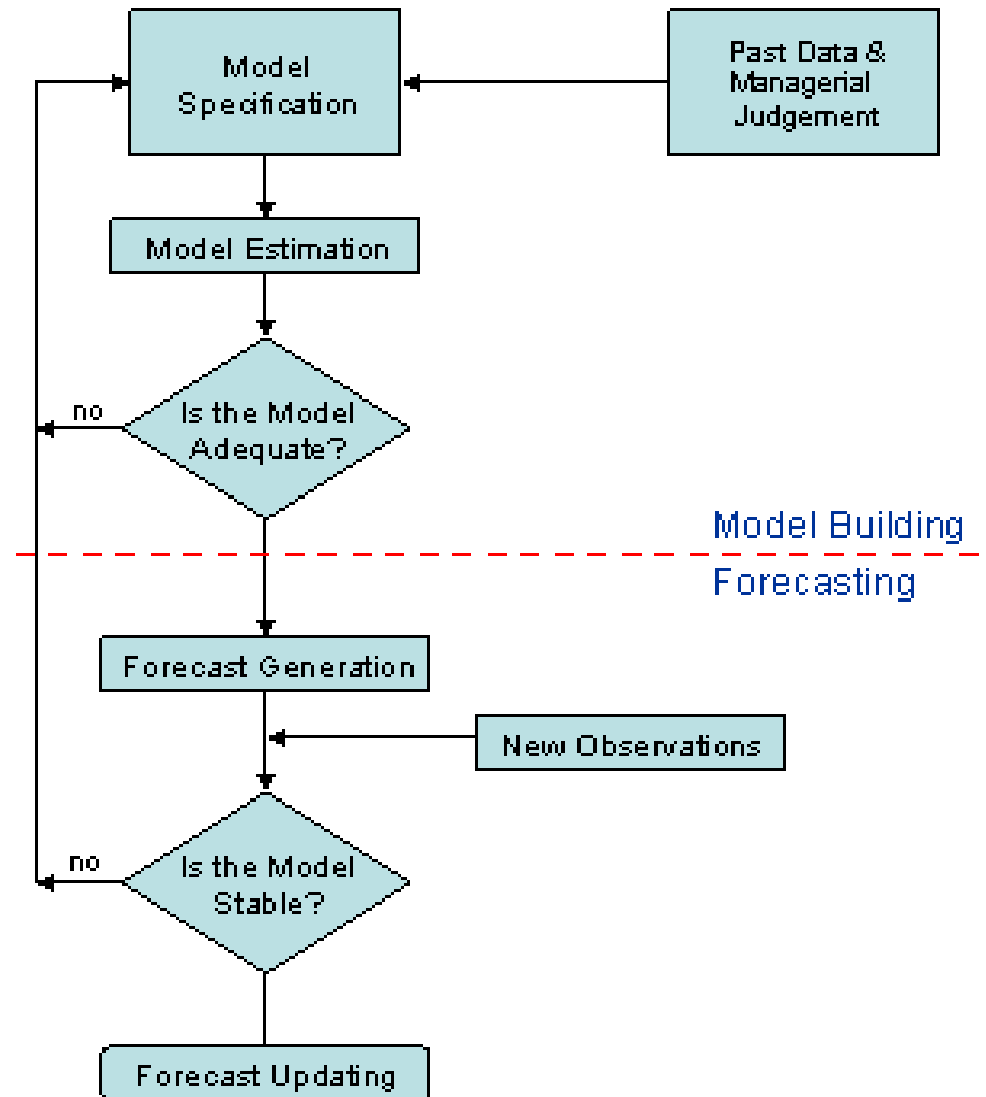 Model
Specification
Past Data &
Managerial
Judgement
Model Estimation
no
Is the Model
Adequate?
Model Building
Forecasting
Forecast Generation
New Observations
no
Is the Model
Stable?
Forecast Updating